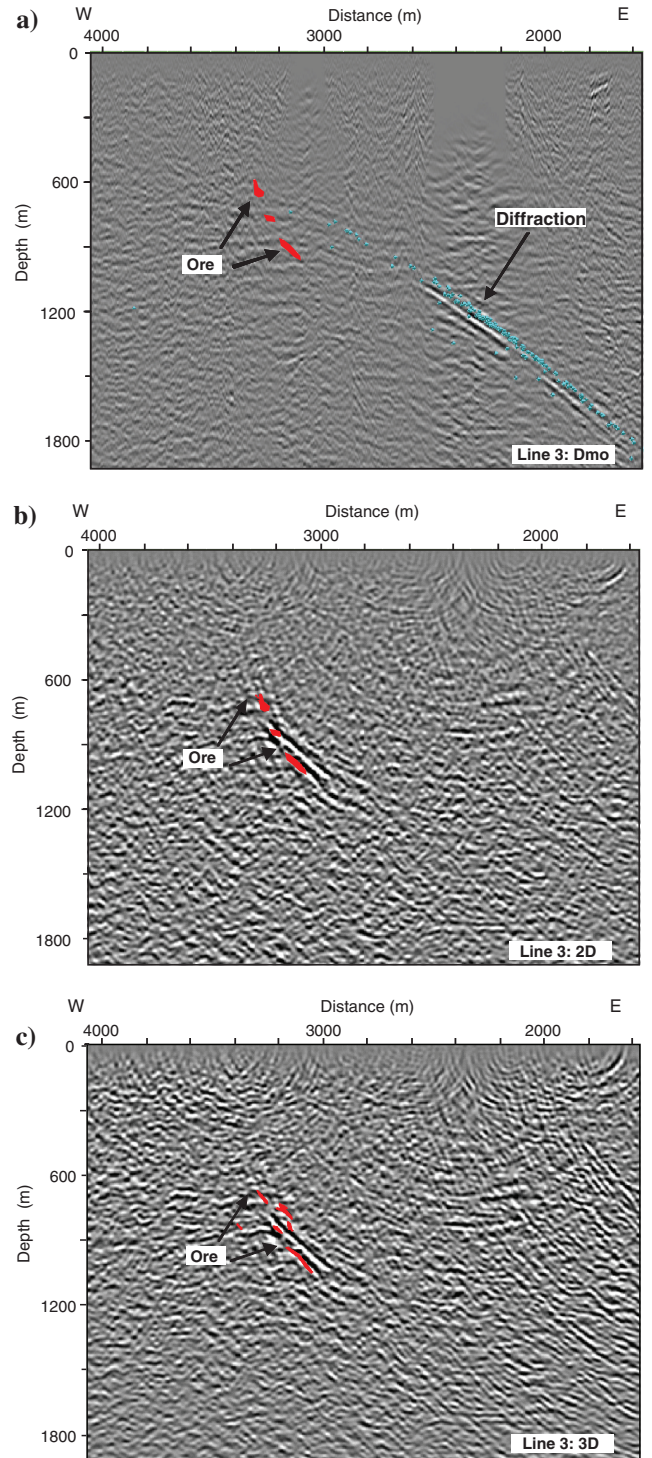 a)
W
Distance (m)
E
4000
3000
2000
0
600
1200
1800
Depth (m)
Ore
Diffraction
Line 3: Dmo
b)
W
Distance (m)
E
4000
3000
2000
0
600
1200
1800
Depth (m)
Ore
Line 3: 2D
c)
W
Distance (m)
E
4000
3000
2000
0
600
1200
1800
Depth (m)
Ore
Line 3: 3D